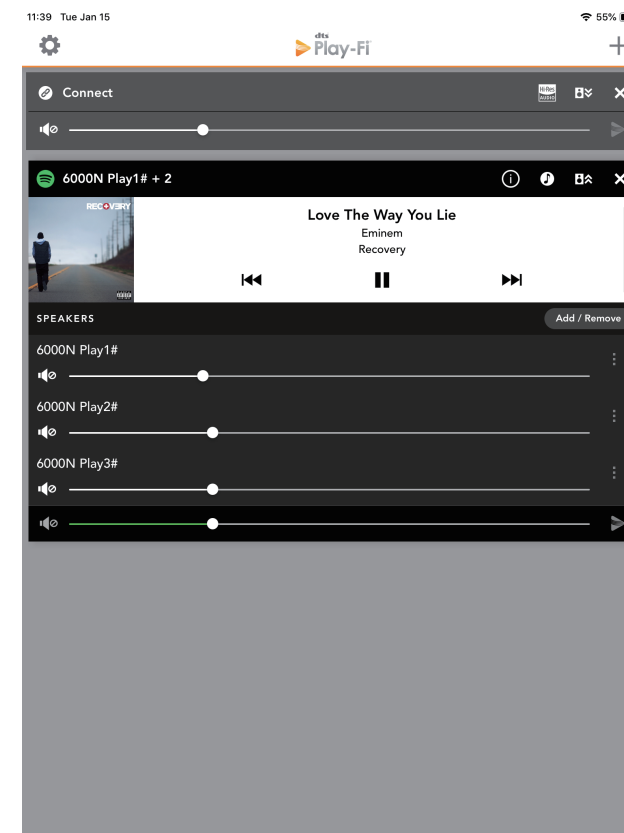 11:39 Tue Jan 15
55%
dts
Play-Fi
Connect
Hi-Res
AUDIO
6000N Play1# + 2
RECOVERY
Love The Way You Lie
Eminem
Recovery
SPEAKERS
Add / Remove
6000N Play1#
6000N Play2#
6000N Play3#